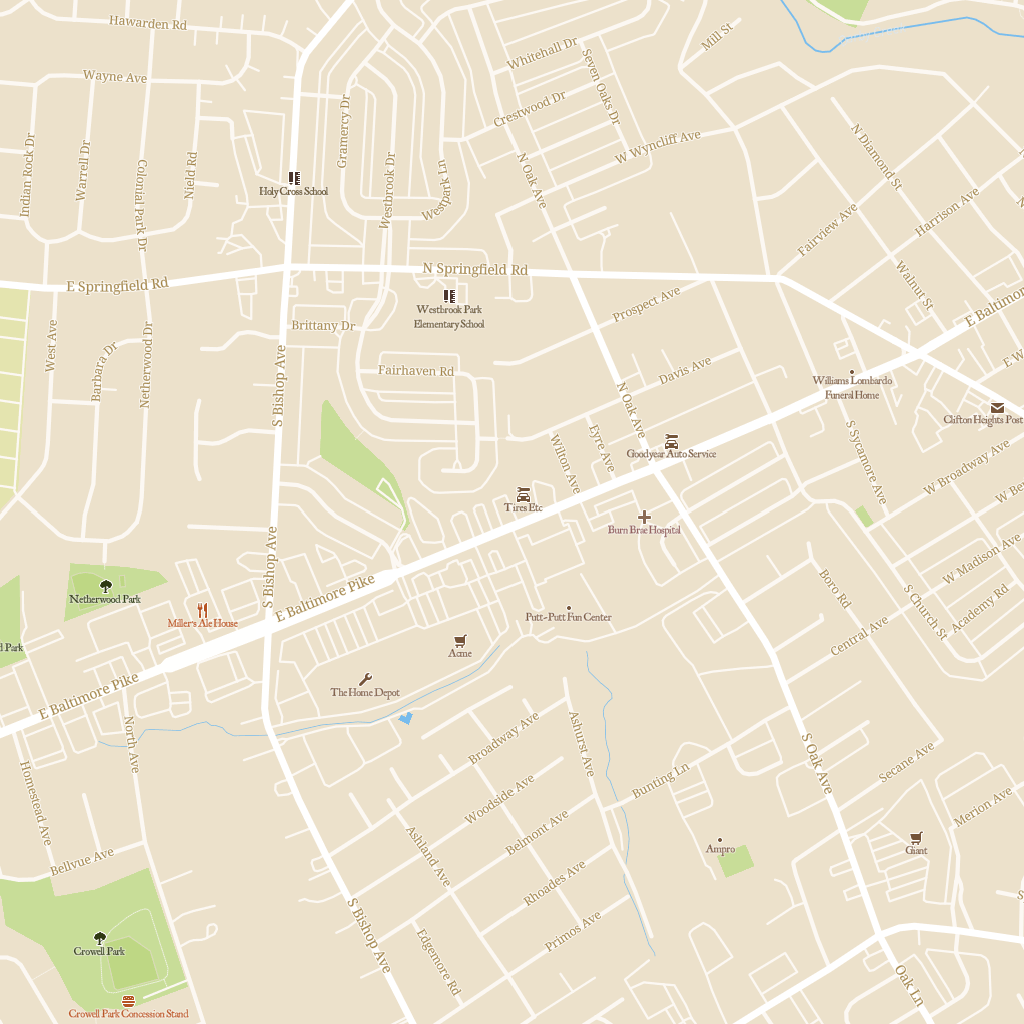 Hawarden Rd
Wayne Ave
Whitehall Dr
Mill St
Seven Oaks Dr
Crestwood Dr
Gramercy Dr
Indian Rock Dr
Warrell Dr
Colonial Park Dr
Nield Rd
Westbrook Dr
Westpark Ln
N Oak Ave
W Wyncliff Ave
N Diamond St
Holy Cross School
Fairview Ave
Harrison Ave
E Springfield Rd
N Springfield Rd
Walnut St
Westbrook Park
Elementary School
Prospect Ave
E Baltimore
Brittany Dr
West Ave
Barbara Dr
Netherwood Dr
S Bishop Ave
Fairhaven Rd
Davis Ave
Williams Lombardo
Funeral Home
E W
N Oak Ave
Clifton Heights Post
Eyre Ave
Wilton Ave
Goodyear Auto Service
S Sycamore Ave
W Broadway Ave
Tires Etc
W Be
Burn Brae Hospital
S Bishop Ave
E Baltimore Pike
W Madison Ave
Netherwood Park
Boro Rd
S Church St
Academy Rd
Miller's Ale House
Putt-Putt Fun Center
Central Ave
d Park
Acme
The Home Depot
E Baltimore Pike
North Ave
Broadway Ave
Ashurst Ave
S Oak Ave
Secane Ave
Homestead Ave
Bunting Ln
Woodside Ave
Merion Ave
Belmont Ave
Ashland Ave
Ampro
Giant
Bellvue Ave
Rhoades Ave
S
S Bishop Ave
Primos Ave
Edgemore Rd
Crowell Park
Oak Ln
Crowell Park Concession Stand